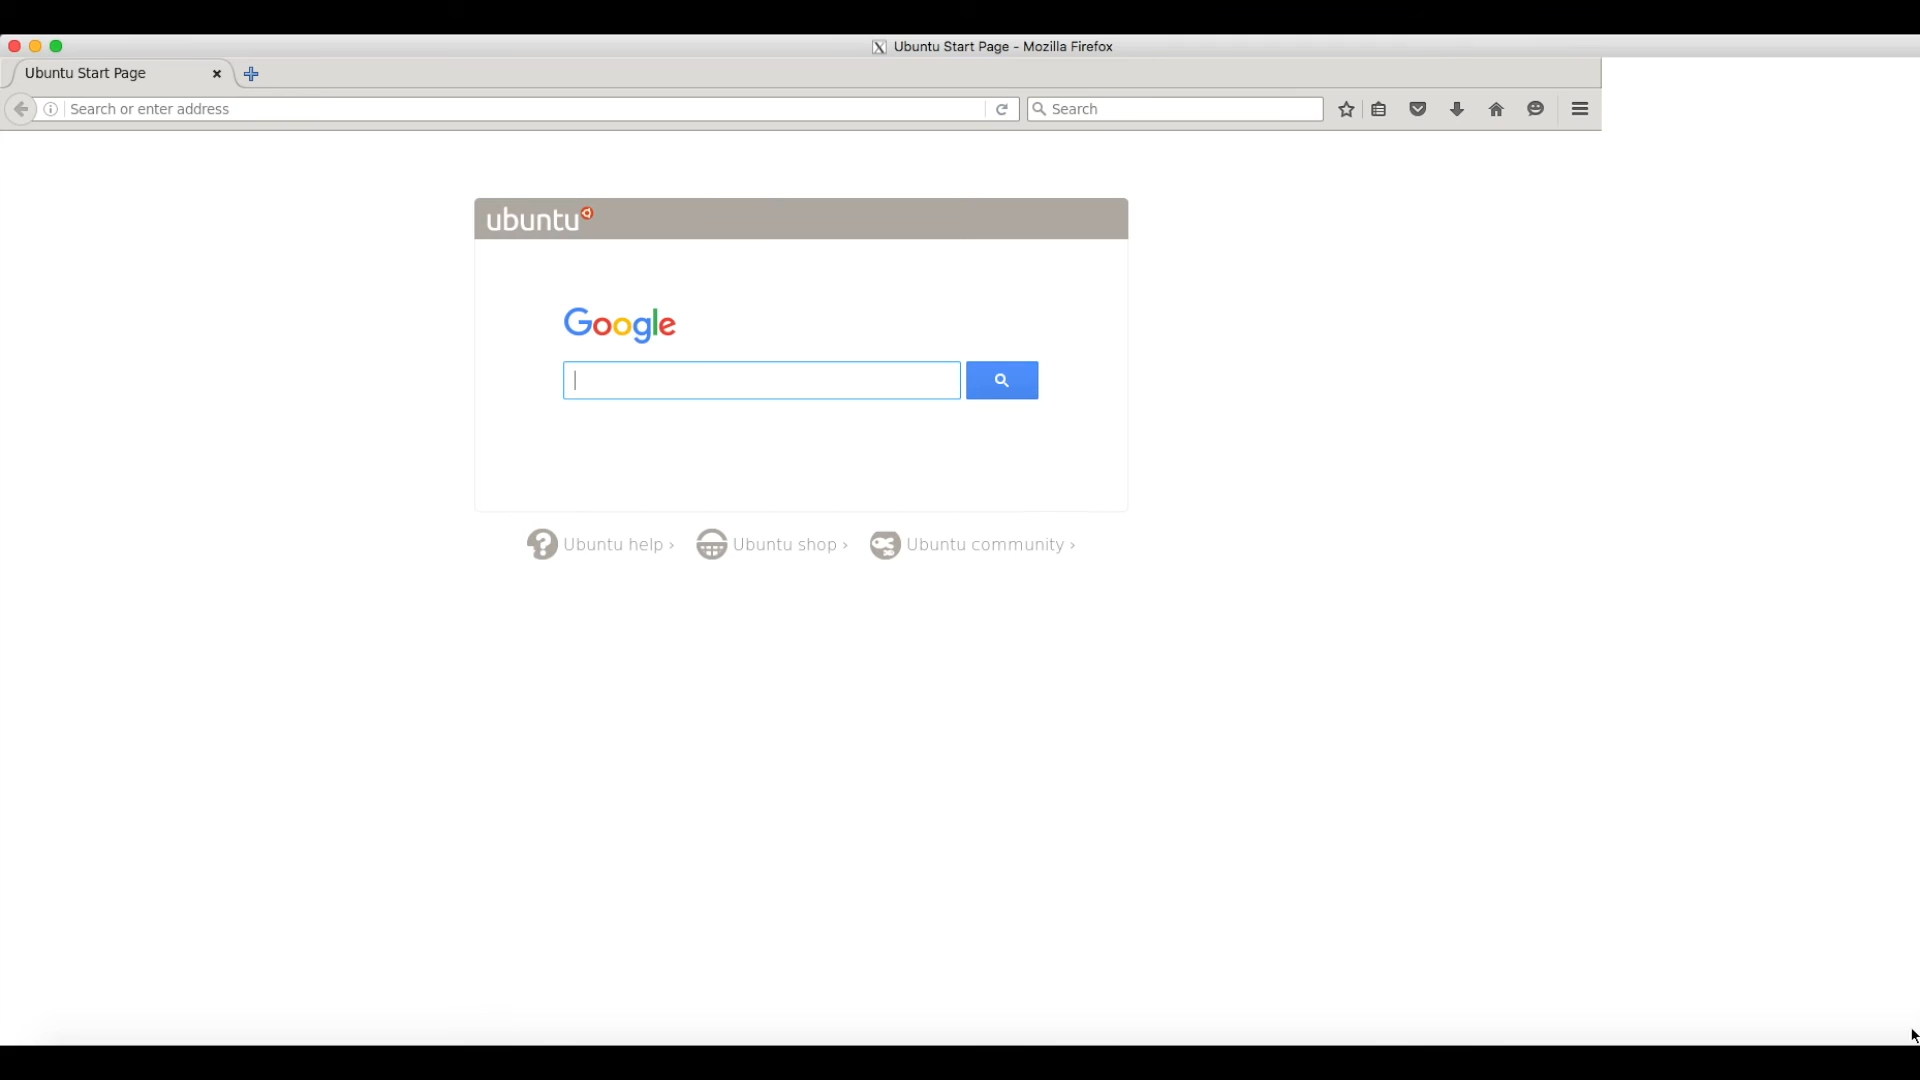 Ubuntu Start Page - Mozilla Firefox
Ubuntu Start Page
Search or enter address
Search
ubuntu
Google
Ubuntu help ›
Ubuntu shop ›
Ubuntu community ›